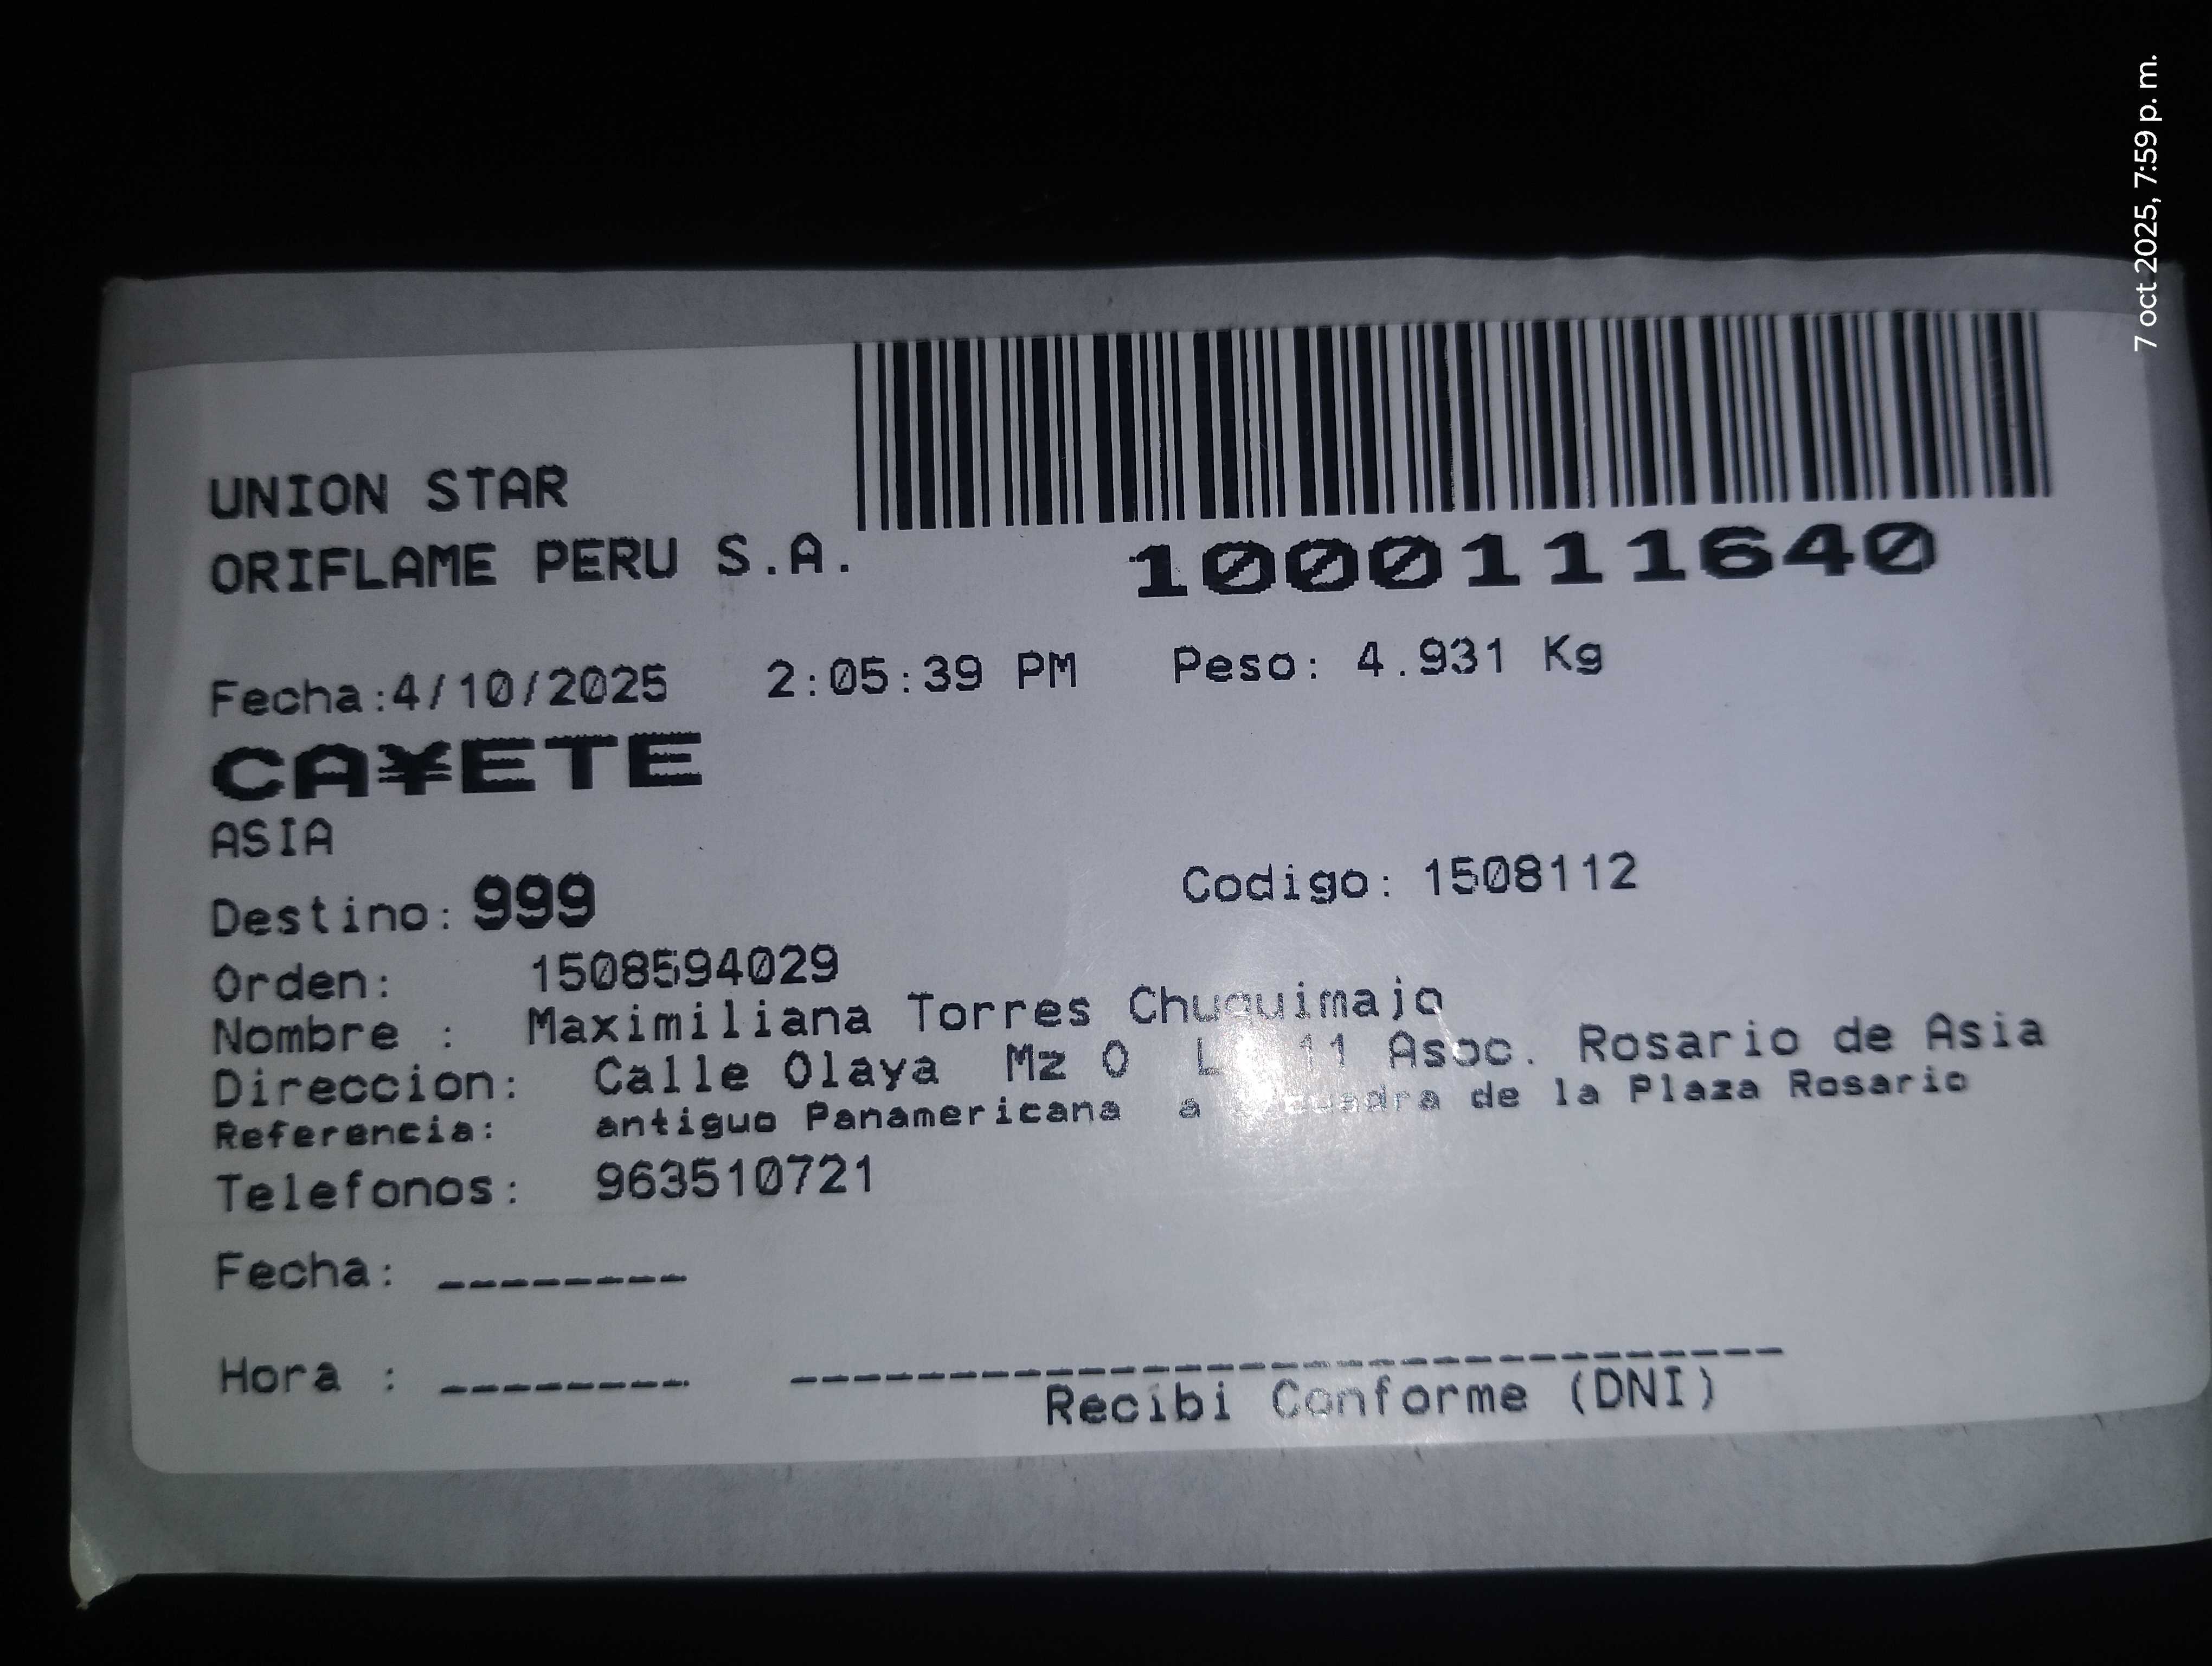 7 oct 2025, 7:59 p. m.
UNION STAR
ORIFLAME PERU S.A.
1000111640
Fecha:4/10/2025 2:05:39 PM Peso: 4.931 Kg
CA¥ETE
ASIA
Destino: 999 Codigo: 1508112
Orden: 1508594029
Nombre : Maximiliana Torres Chuquimajo
Direccion: Calle Olaya Mz O 11 Asoc. Rosario de Asia
Referencia: antiguo Panamericana a cuadra de la Plaza Rosario
Telefonos: 963510721
Fecha: ________
Hora : ________
Recibi Conforme (DNI)